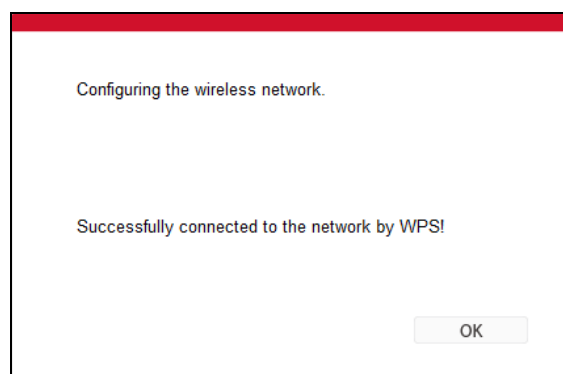 Configuring the wireless network.
Successfully connected to the network by WPS!
OK